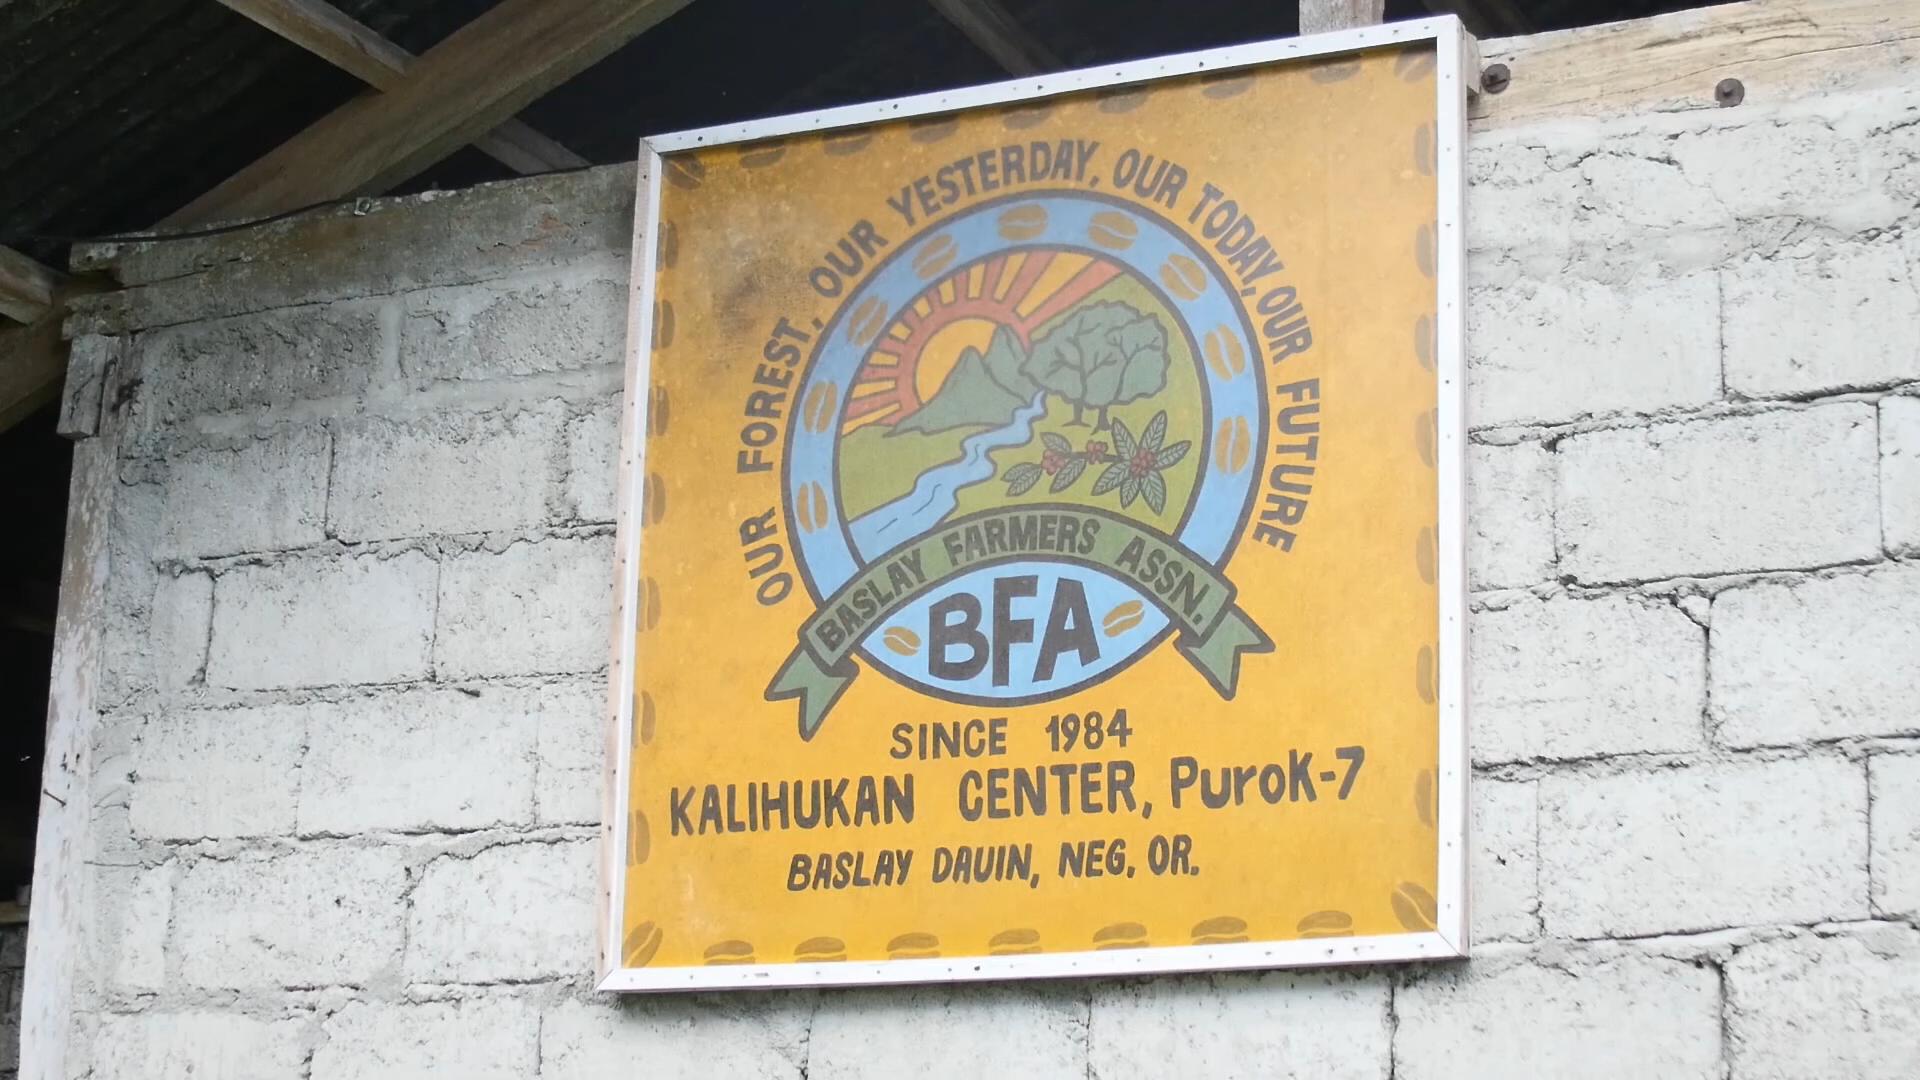 OUR FOREST, OUR YESTERDAY, OUR TODAY, OUR FUTURE
BASLAY FARMERS ASSN.
BFA
SINCE 1984
KALIHUKAN CENTER, PuroK-7
BASLAY DAUIN, NEG. OR.